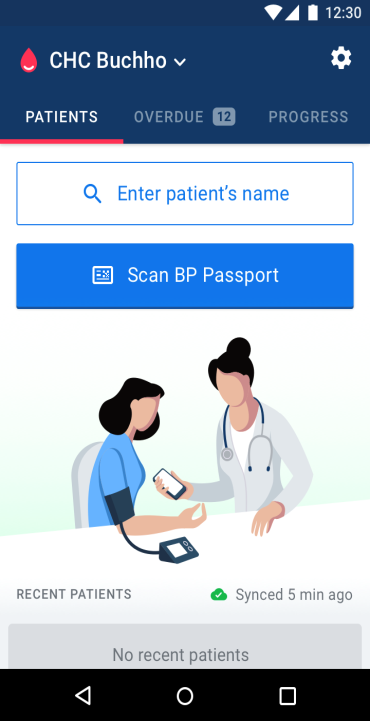 12:30
CHC Buchho
PATIENTS OVERDUE 12 PROGRESS
Enter patient’s name
Scan BP Passport
RECENT PATIENTS Synced 5 min ago
No recent patients